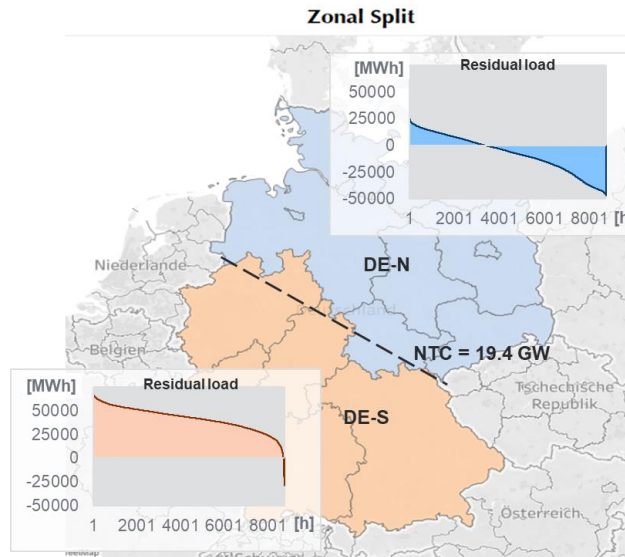 Zonal Split
[MWh]
Residual load
50000
25000
0
-25000
-50000
1 2001 4001 6001 8001
[h]
Niederlande
DE-N
Belgien
NTC = 19.4 GW
Tschechische
Republik
[MWh]
Residual load
50000
25000
0
-25000
-50000
1 2001 4001 6001 8001 [h]
DE-S
Österreich